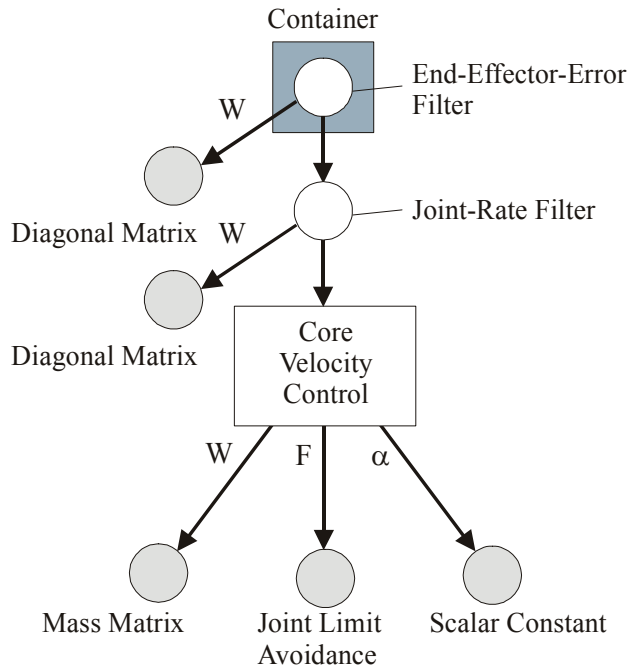 Container
End-Effector-Error
Filter
W
Diagonal Matrix
Joint-Rate Filter
W
Diagonal Matrix
Core
Velocity
Control
W
F
α
Mass Matrix
Joint Limit
Avoidance
Scalar Constant